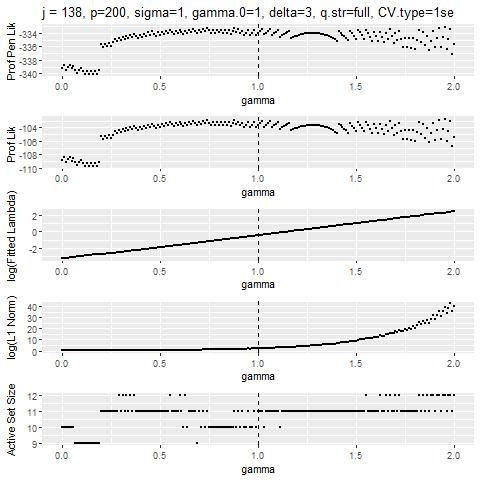 j = 138, p=200, sigma=1, gamma.0=1, delta=3, q.str=full, CV.type=1se
Prof Pen Lik
-334
-336
-338
-340
0.0 0.5 1.0 1.5 2.0
gamma
Prof Lik
-104
-106
-108
-110
0.0 0.5 1.0 1.5 2.0
gamma
log(Fitted Lambda)
2
0
-2
0.0 0.5 1.0 1.5 2.0
gamma
log(L1 Norm)
40
30
20
10
0
0.0 0.5 1.0 1.5 2.0
gamma
Active Set Size
12
11
10
9
0.0 0.5 1.0 1.5 2.0
gamma